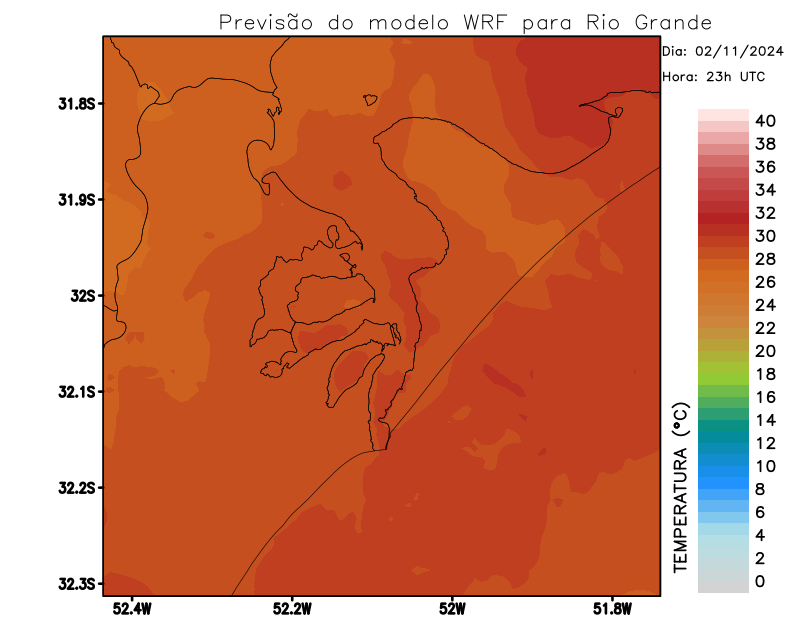 Previsão do modelo WRF para Rio Grande
Dia: 02/11/2024
Hora: 23h UTC
31.8S
31.9S
32S
32.1S
32.2S
32.3S
52.4W
52.2W
52W
51.8W
TEMPERATURA (°C)
40
38
36
34
32
30
28
26
24
22
20
18
16
14
12
10
8
6
4
2
0